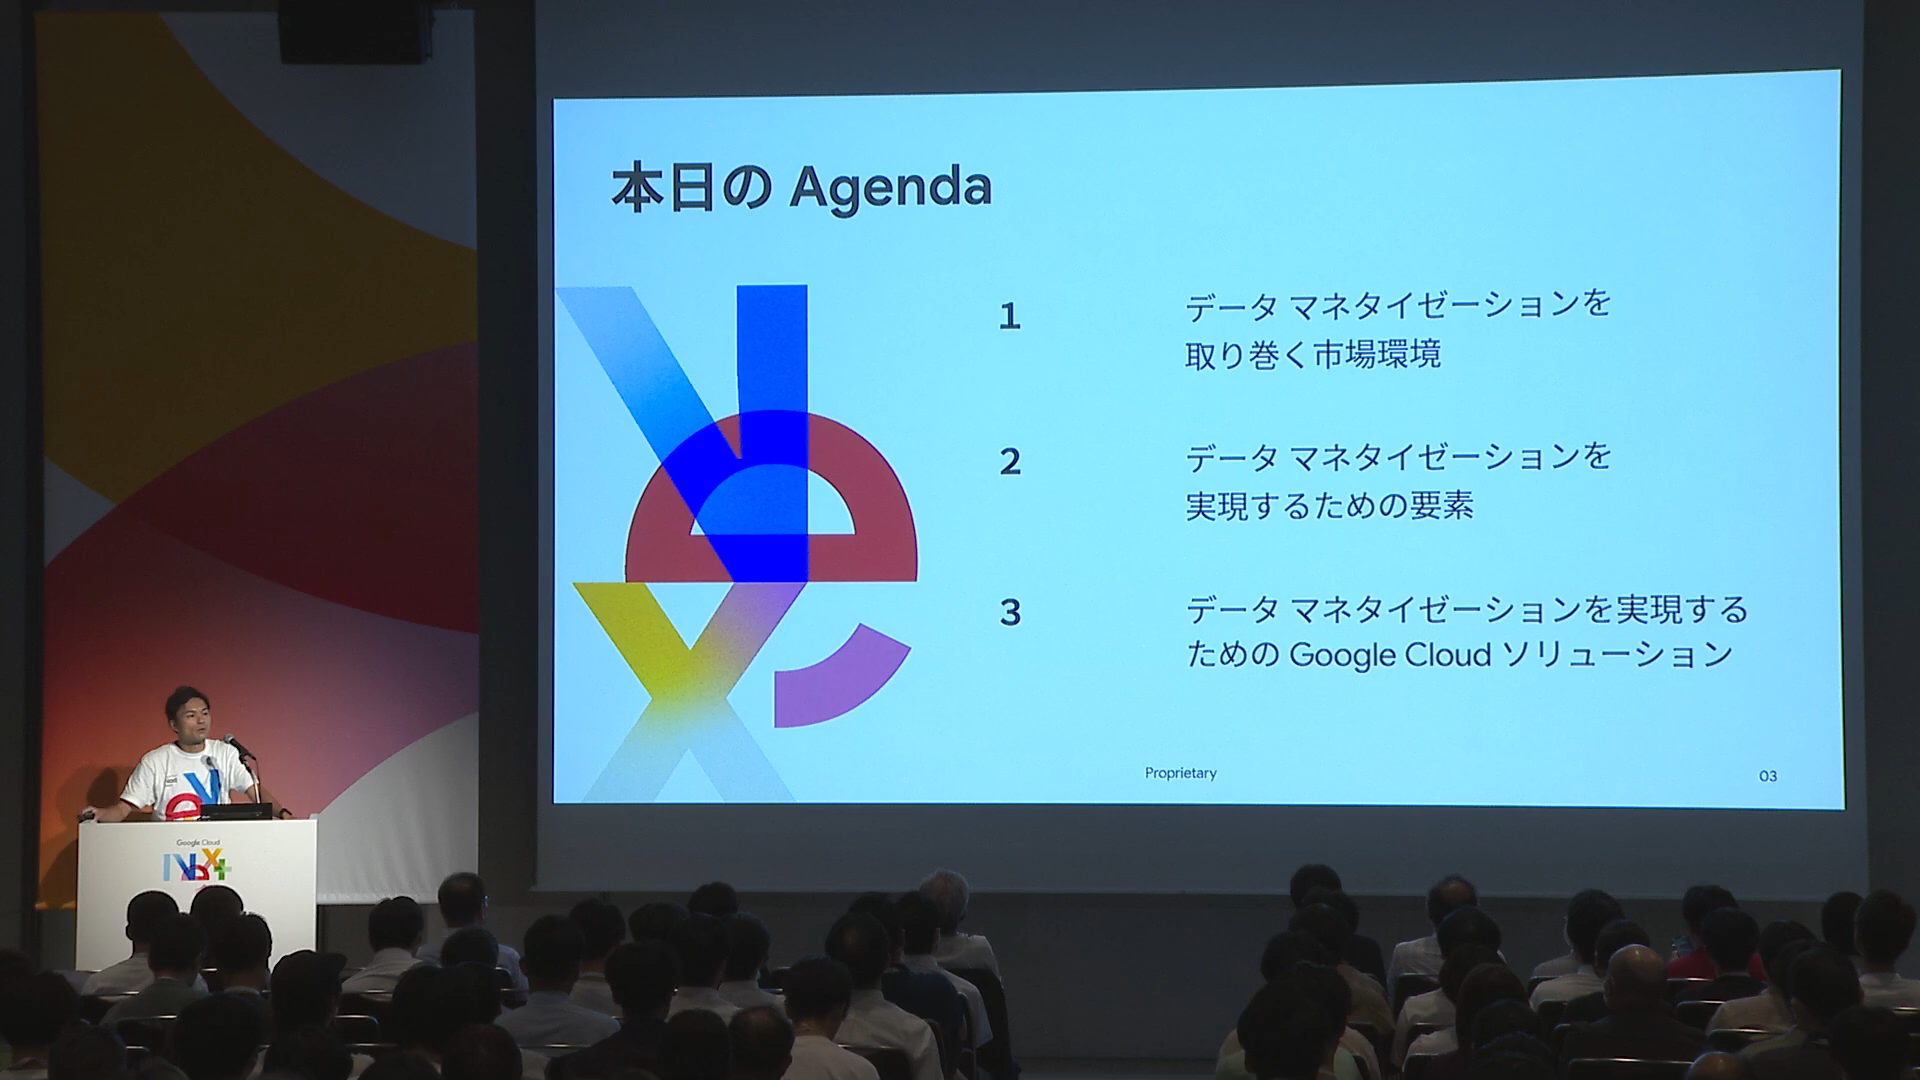 本日の Agenda
1
データ マネタイゼーションを
取り巻く市場環境
2
データ マネタイゼーションを
実現するための要素
3
データ マネタイゼーションを実現する
ための Google Cloud ソリューション
Proprietary
03
Google Cloud
Next